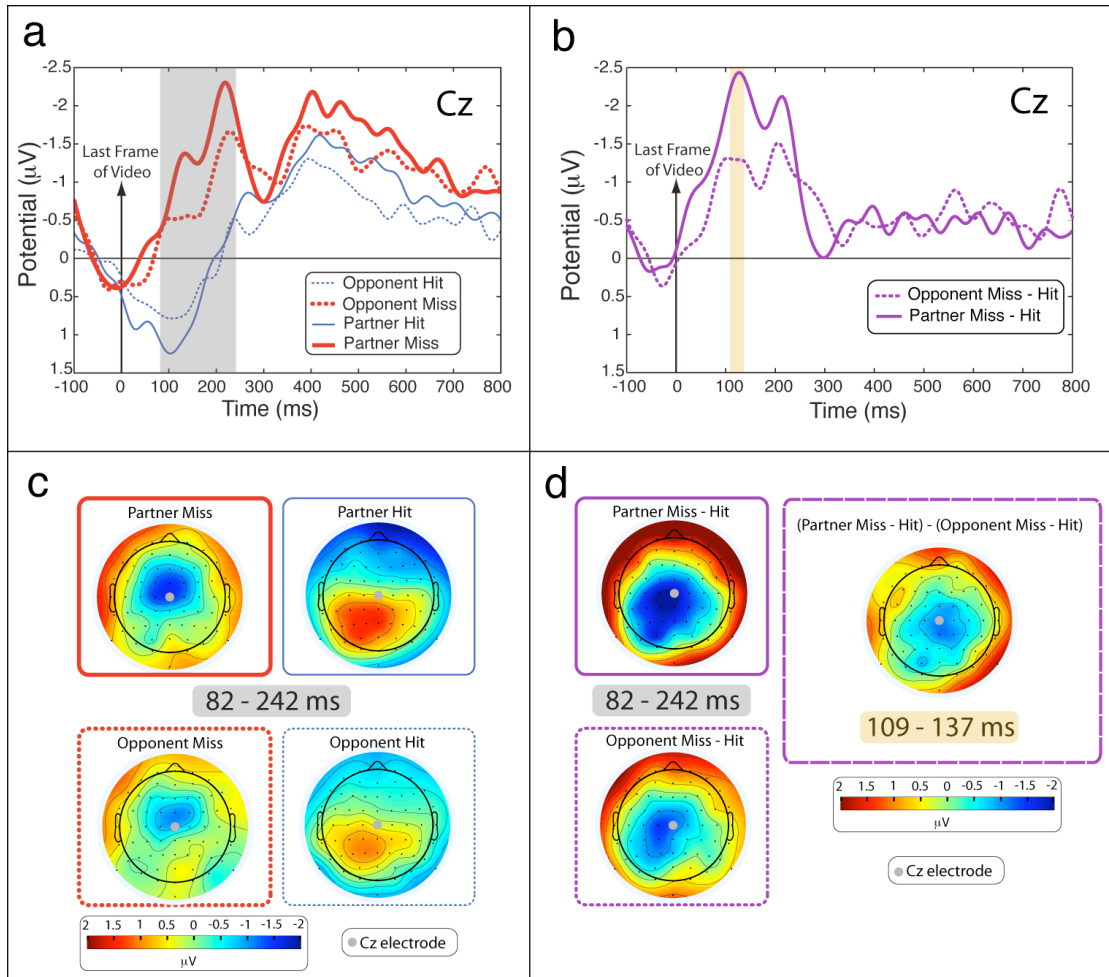 a
Cz
Last Frame
of Video
Potential (µV)
-2.5
-2
-1.5
-1
-0.5
0
0.5
1
1.5
Opponent Hit
Opponent Miss
Partner Hit
Partner Miss
-100 0 100 200 300 400 500 600 700 800
Time (ms)
b
Cz
Last Frame
of Video
Potential (µV)
-2.5
-2
-1.5
-1
-0.5
0
0.5
1
1.5
Opponent Miss - Hit
Partner Miss - Hit
-100 0 100 200 300 400 500 600 700 800
Time (ms)
c
Partner Miss
Partner Hit
82 - 242 ms
Opponent Miss
Opponent Hit
2 1.5 1 0.5 0 -0.5 -1 -1.5 -2
µV
Cz electrode
d
Partner Miss - Hit
(Partner Miss - Hit) - (Opponent Miss - Hit)
82 - 242 ms
109 - 137 ms
Opponent Miss - Hit
2 1.5 1 0.5 0 -0.5 -1 -1.5 -2
µV
Cz electrode